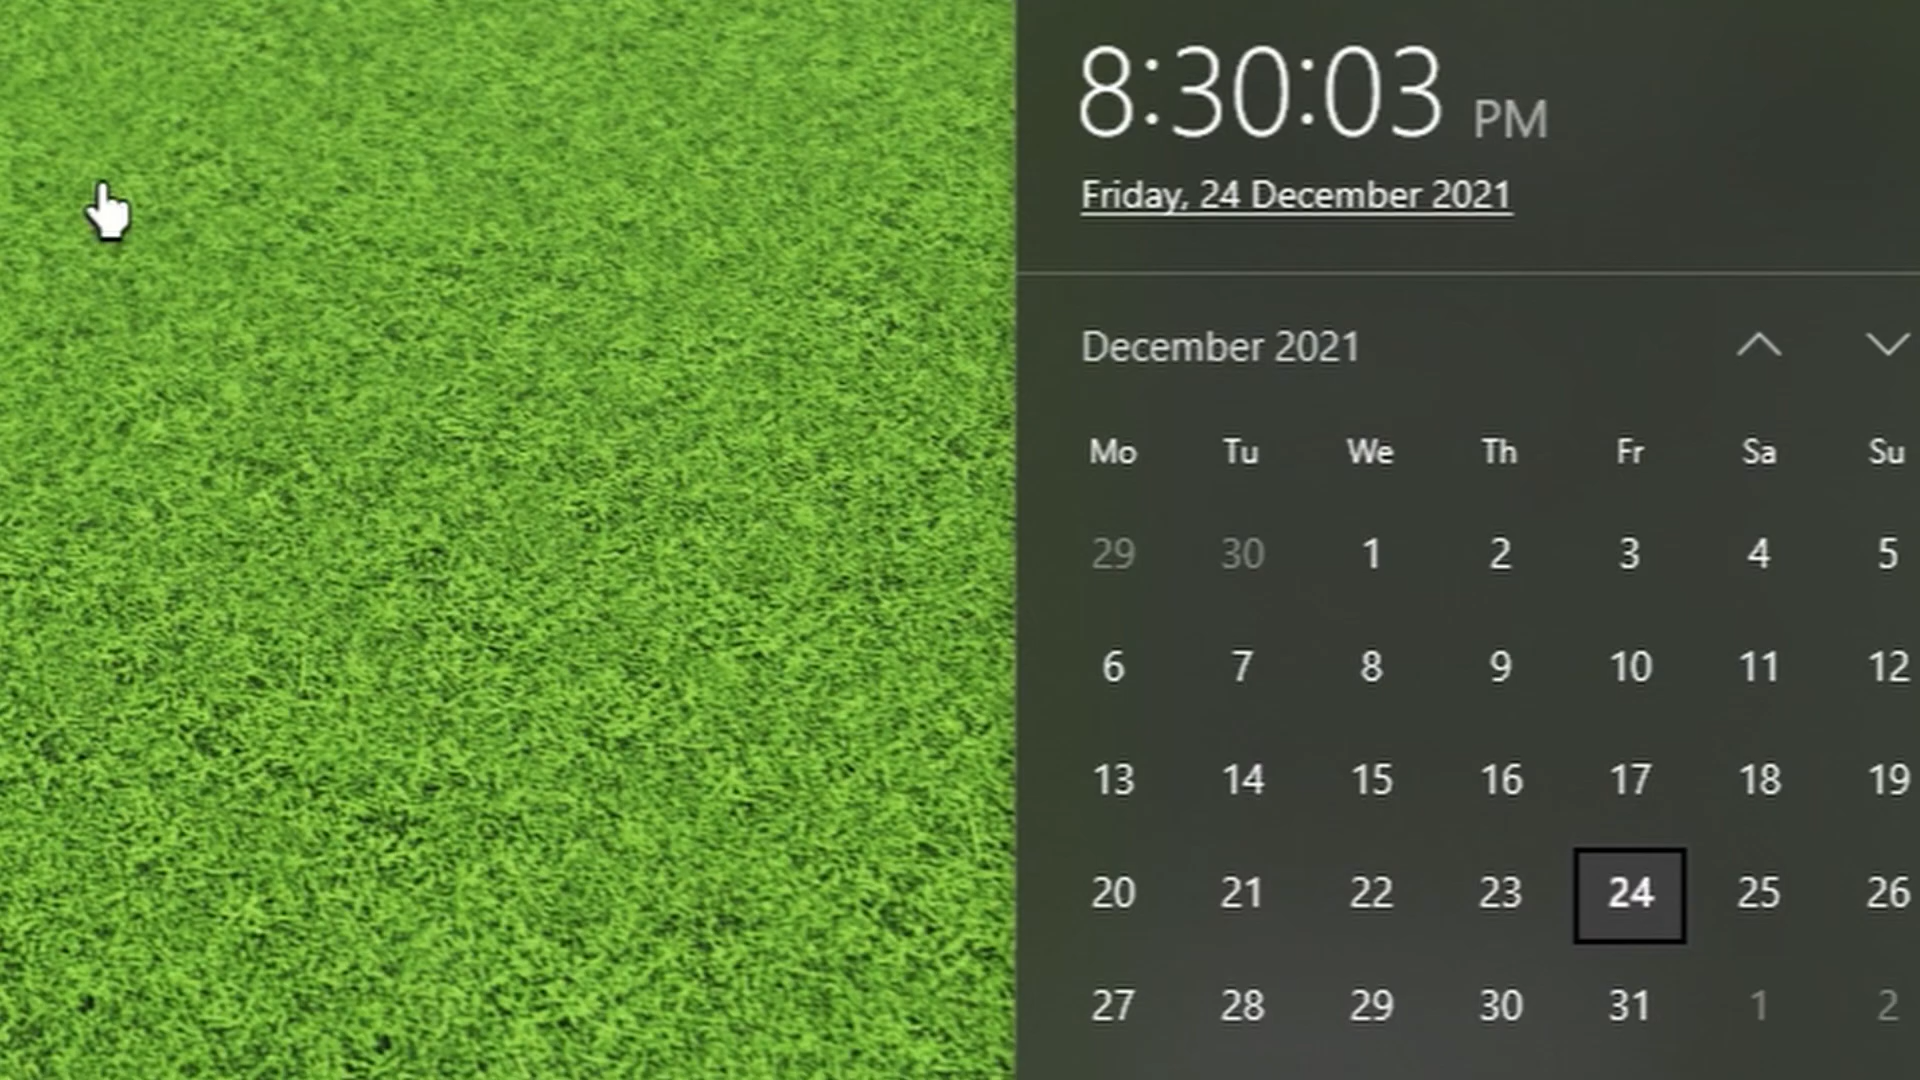 8:30:03 PM
Friday, 24 December 2021
December 2021
Mo Tu We Th Fr Sa Su
29 30 1 2 3 4 5
6 7 8 9 10 11 12
13 14 15 16 17 18 19
20 21 22 23 24 25 26
27 28 29 30 31 1 2